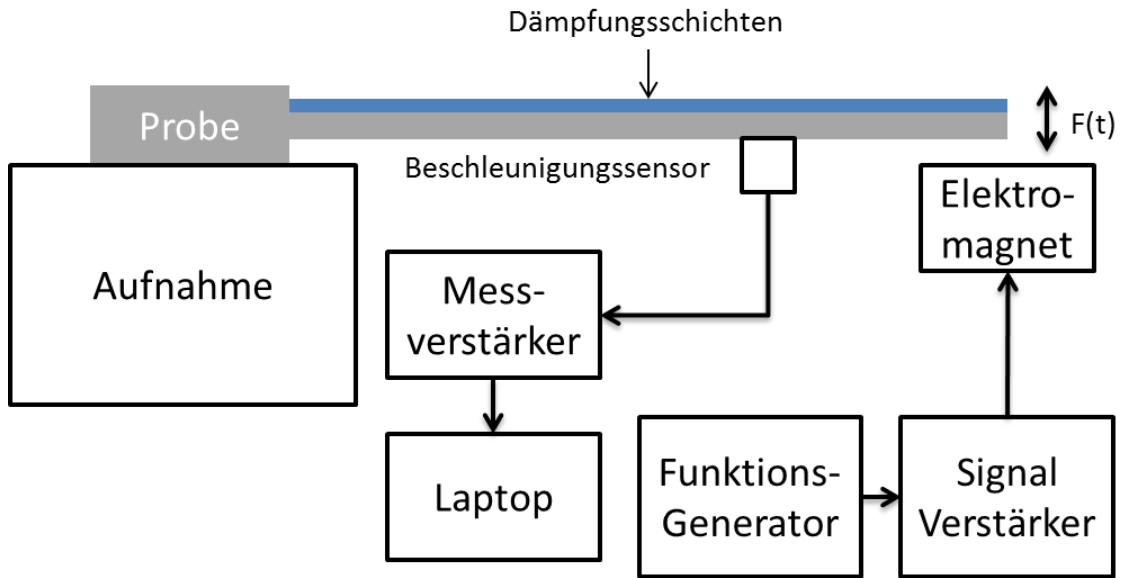 Dämpfungsschichten
Probe
F(t)
Beschleunigungssensor
Elektro-
magnet
Aufnahme
Mess-
verstärker
Laptop
Funktions-
Generator
Signal
Verstärker